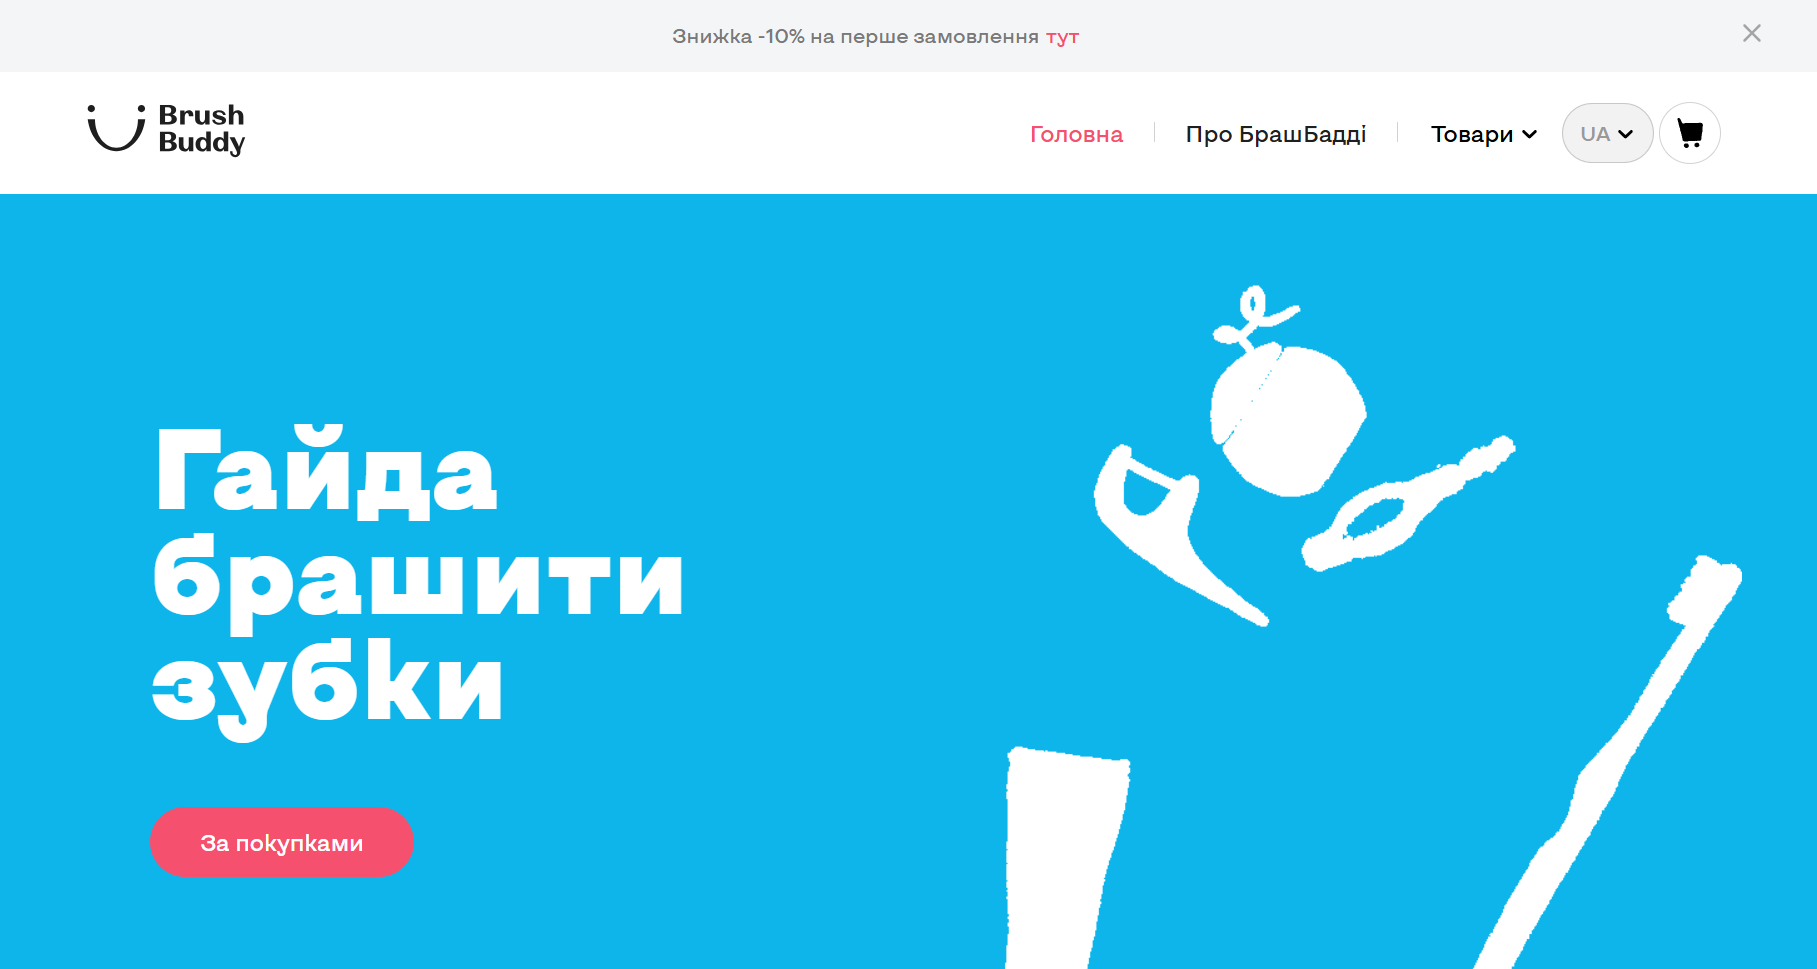 Знижка -10% на перше замовлення тут
Brush
Buddy
Головна
Про БрашБадді
Товари
UA
Гайда
брашити
зубки
За покупками